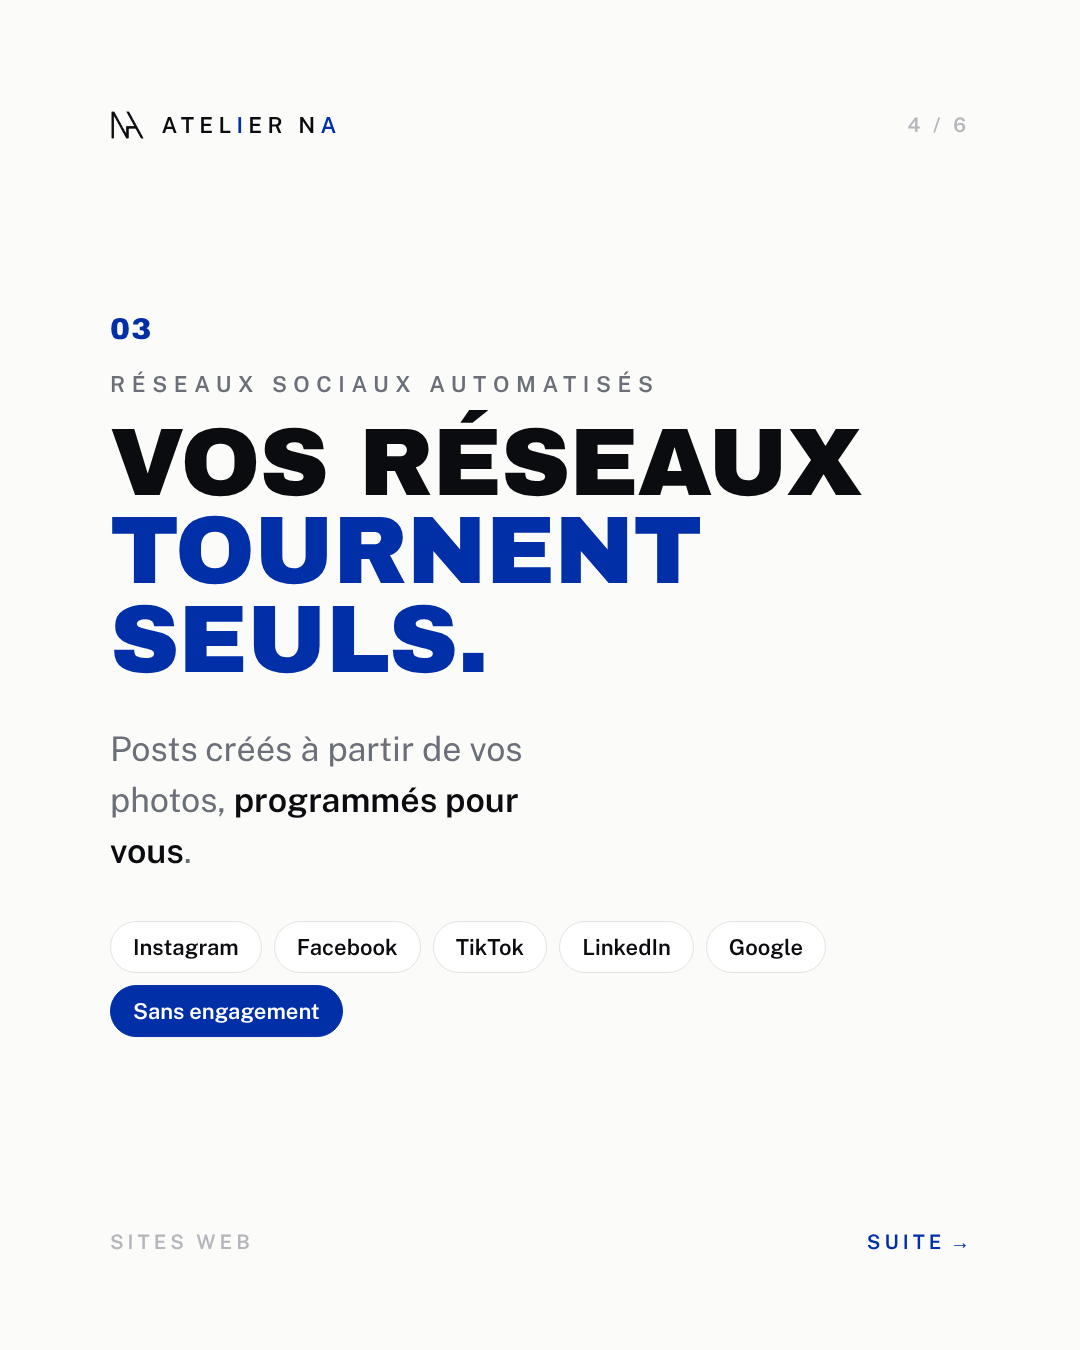 ATELIER NA
4 / 6
03
RÉSEAUX SOCIAUX AUTOMATISÉS
VOS RÉSEAUX
TOURNENT
SEULS.
Posts créés à partir de vos
photos, programmés pour
vous.
Instagram Facebook TikTok LinkedIn Google
Sans engagement
SITES WEB
SUITE →